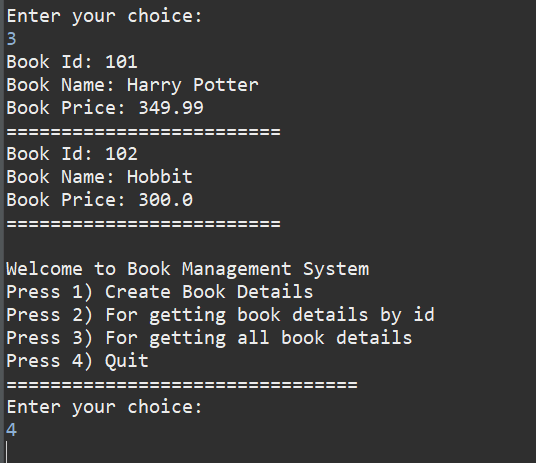 Enter your choice:
3
Book Id: 101
Book Name: Harry Potter
Book Price: 349.99
=========================
Book Id: 102
Book Name: Hobbit
Book Price: 300.0
=========================
Welcome to Book Management System
Press 1) Create Book Details
Press 2) For getting book details by id
Press 3) For getting all book details
Press 4) Quit
================================
Enter your choice:
4